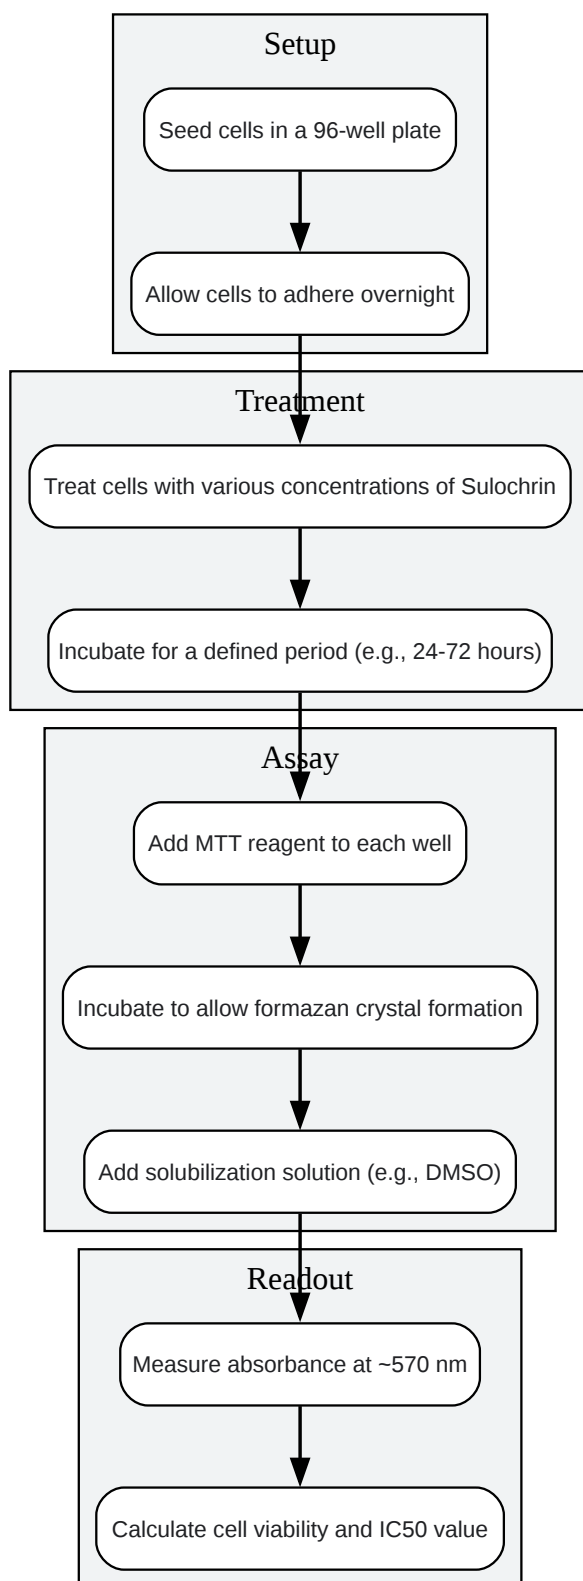 Setup
Seed cells in a 96-well plate
Allow cells to adhere overnight
Treatment
Treat cells with various concentrations of Sulochrin
Incubate for a defined period (e.g., 24-72 hours)
Assay
Add MTT reagent to each well
Incubate to allow formazan crystal formation
Add solubilization solution (e.g., DMSO)
Readout
Measure absorbance at ~570 nm
Calculate cell viability and IC50 value